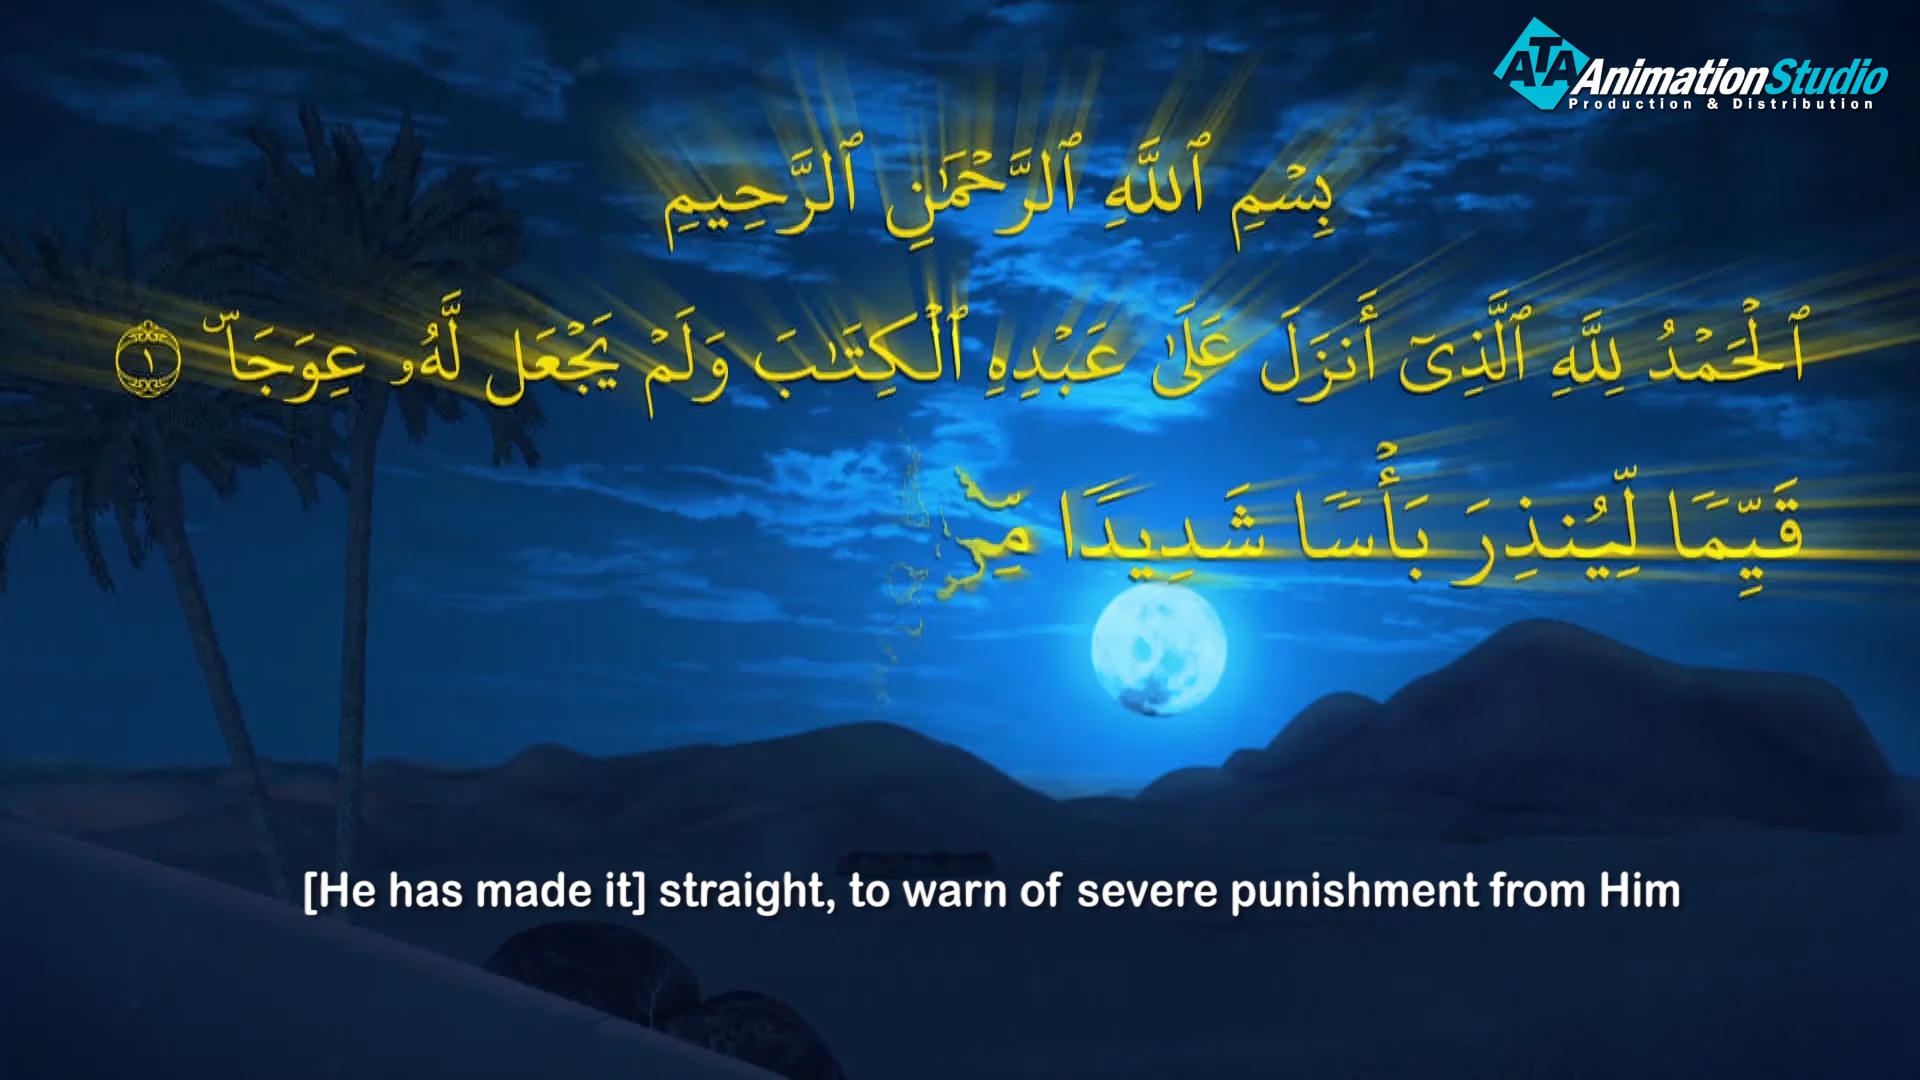 ATA AnimationStudio
Production & Distribution
بِسْمِ ٱللَّهِ ٱلرَّحْمَٰنِ ٱلرَّحِيمِ
ٱلْحَمْدُ لِلَّهِ ٱلَّذِىٓ أَنزَلَ عَلَىٰ عَبْدِهِ ٱلْكِتَٰبَ وَلَمْ يَجْعَل لَّهُۥ عِوَجَاۜ ١
قَيِّمًا لِّيُنذِرَ بَأْسًا شَدِيدًا
[He has made it] straight, to warn of severe punishment from Him